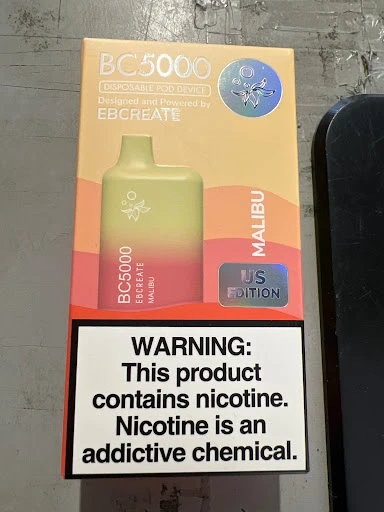 BC5000
DISPOSABLE POD DEVICE
Designed and Powered by
EBCREATE
BC5000
EBCREATE
MALIBU
MALIBU
US
EDITION
WARNING:
This product
contains nicotine.
Nicotine is an
addictive chemical.